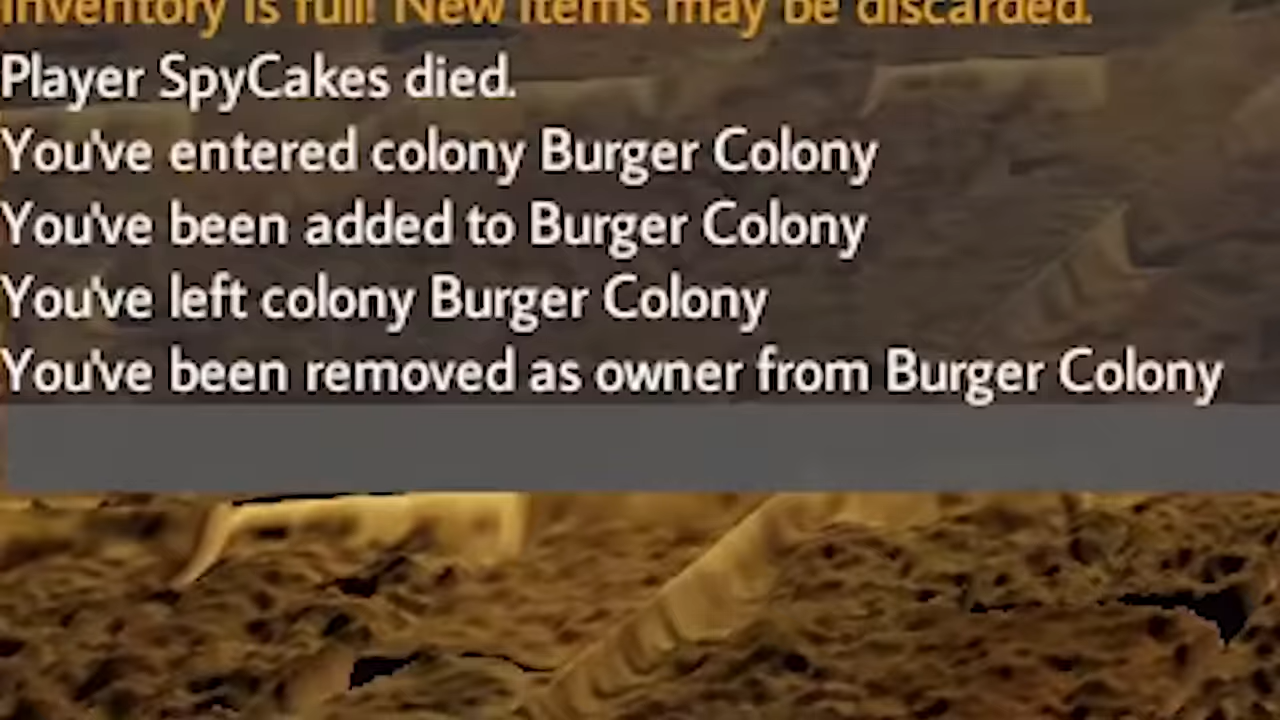 Inventory is full! New items may be discarded.
Player SpyCakes died.
You've entered colony Burger Colony
You've been added to Burger Colony
You've left colony Burger Colony
You've been removed as owner from Burger Colony